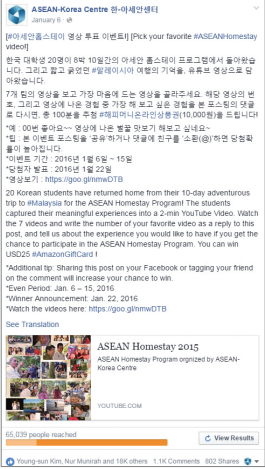 ASEAN-Korea Centre 한-아세안센터
January 6 ·
[#아세안홈스테이 영상 투표 이벤트!] [Pick your favorite #ASEANHomestay
video!]
한국 대학생 20명이 8박 10일간의 아세안 홈스테이 프로그램에서 돌아왔습니
다. 그리고 짧고 굵었던 #말레이시아 여행의 기억을, 유튜브 영상으로 담
아왔습니다.
7개 팀의 영상을 보고 가장 마음에 드는 영상을 골라주세요. 해당 영상의 번
호, 그리고 영상에 나온 경험 중 가장 해 보고 싶은 경험을 본 포스팅의 댓글
로 다시면, 총 100분을 추첨 #해피머니온라인상품권(10,000원)을 드립니다!
*예 : 00번 좋아요~~ 영상에 나온 벌꿀 맛보기 해보고 싶네요~
*팁 : 본 이벤트 포스팅을 '공유'하거나 댓글에 친구를 '소환(@)'하면 당첨확
률이 높아집니다.
*이벤트 기간 : 2016년 1월 6일 ~ 15일
*당첨자 발표 : 2016년 1월 22일
*영상보기 : https://goo.gl/nmwDTB
20 Korean students have returned home from their 10-day adventurous
trip to #Malaysia for the ASEAN Homestay Program! The students
captured their meaningful experiences into a 2-min YouTube Video. Watch
the 7 videos and write the number of your favorite video as a reply to this
post, and tell us about the experience you would like to have if you get the
chance to participate in the ASEAN Homestay Program. You can win
USD25 #AmazonGiftCard !
*Additional tip: Sharing this post on your Facebook or tagging your friend
on the comment will increase your chance to win.
*Even Period: Jan. 6 – 15, 2016
*Winner Announcement: Jan. 22, 2016
*Watch the videos here: https://goo.gl/nmwDTB
See Translation
ASEAN Homestay 2015
ASEAN Homestay Program orgnized by ASEAN-
Korea Centre
YOUTUBE.COM
65,039 people reached
View Results
Young-sun Kim, Nur Munirah and 18K others 1.1K Comments 602 Shares